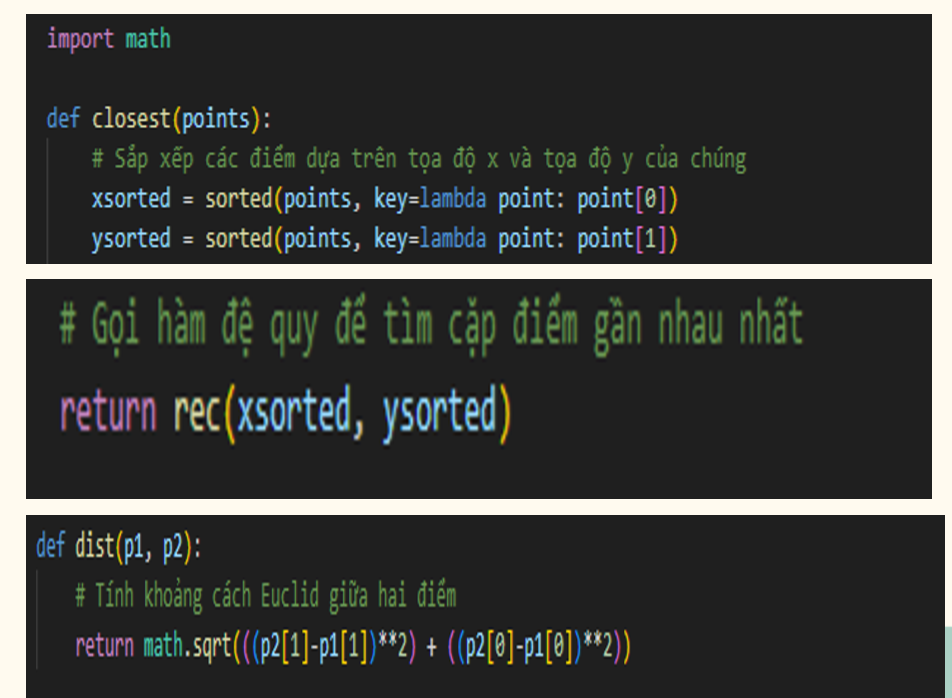 import math
def closest(points):
# Sắp xếp các điểm dựa trên tọa độ x và tọa độ y của chúng
xsorted = sorted(points, key=lambda point: point[0])
ysorted = sorted(points, key=lambda point: point[1])
# Gọi hàm đệ quy để tìm cặp điểm gần nhau nhất
return rec(xsorted, ysorted)
def dist(p1, p2):
# Tính khoảng cách Euclid giữa hai điểm
return math.sqrt(((p2[1]-p1[1])**2) + ((p2[0]-p1[0])**2))